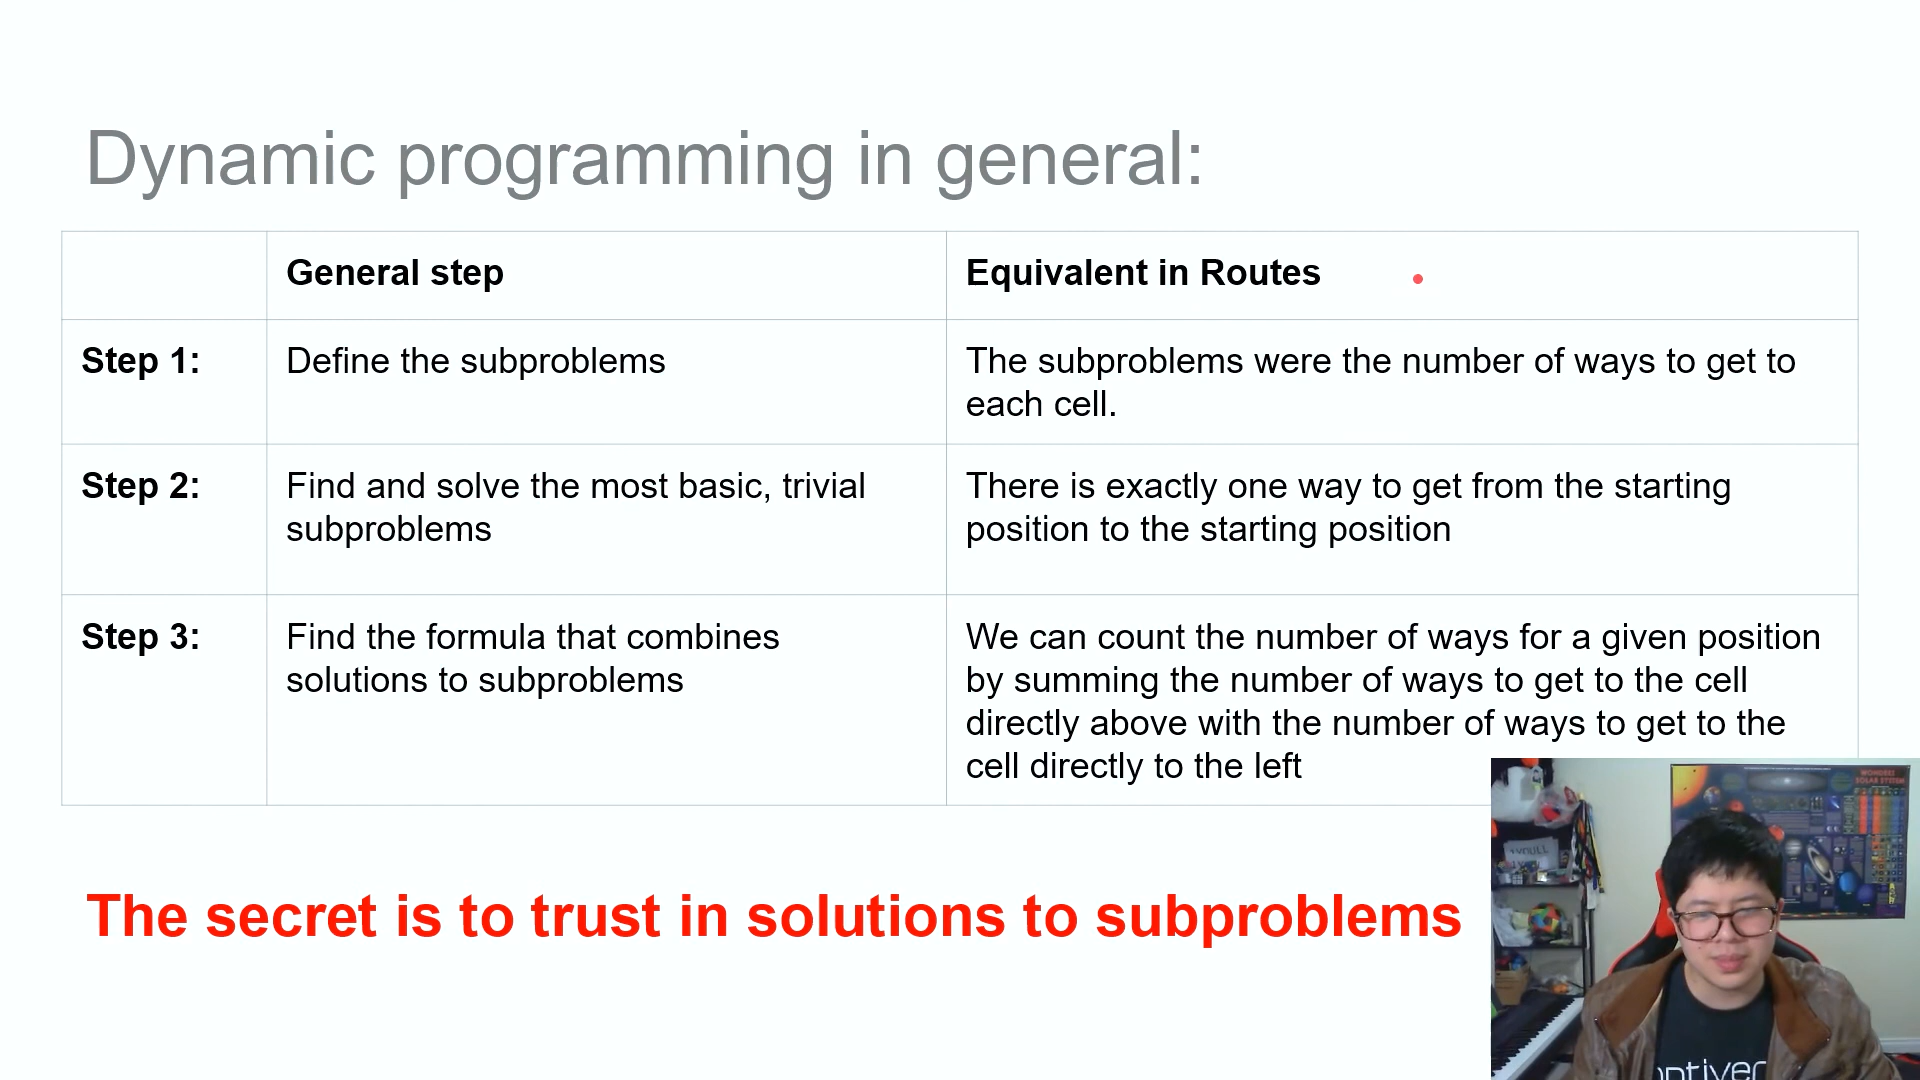 Dynamic programming in general:
General step
Equivalent in Routes
Step 1:
Define the subproblems
The subproblems were the number of ways to get to
each cell.
Step 2:
Find and solve the most basic, trivial
subproblems
There is exactly one way to get from the starting
position to the starting position
Step 3:
Find the formula that combines
solutions to subproblems
We can count the number of ways for a given position
by summing the number of ways to get to the cell
directly above with the number of ways to get to the
cell directly to the left
The secret is to trust in solutions to subproblems
SOLAR SYSTEM